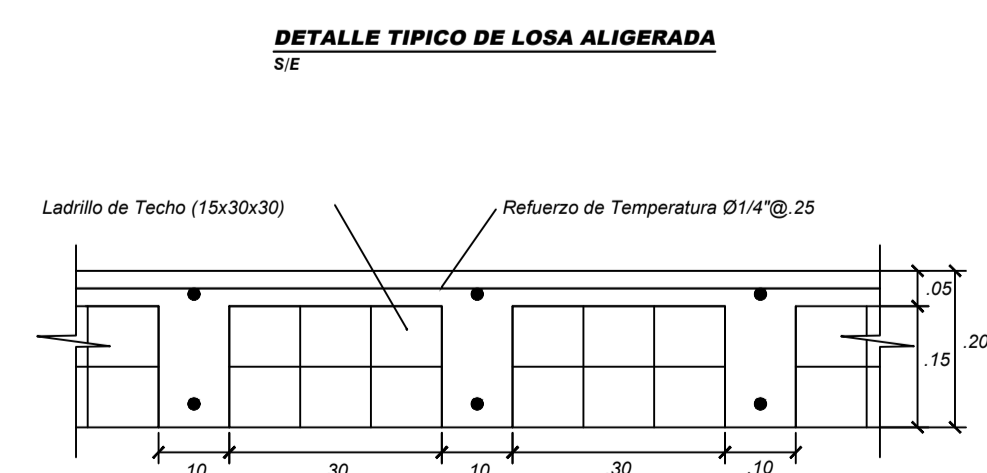 DETALLE TIPICO DE LOSA ALIGERADA
S/E
Ladrillo de Techo (15x30x30)
Refuerzo de Temperatura Ø1/4"@.25
.05
.20
.15
.10 .30 .10 .30 .10